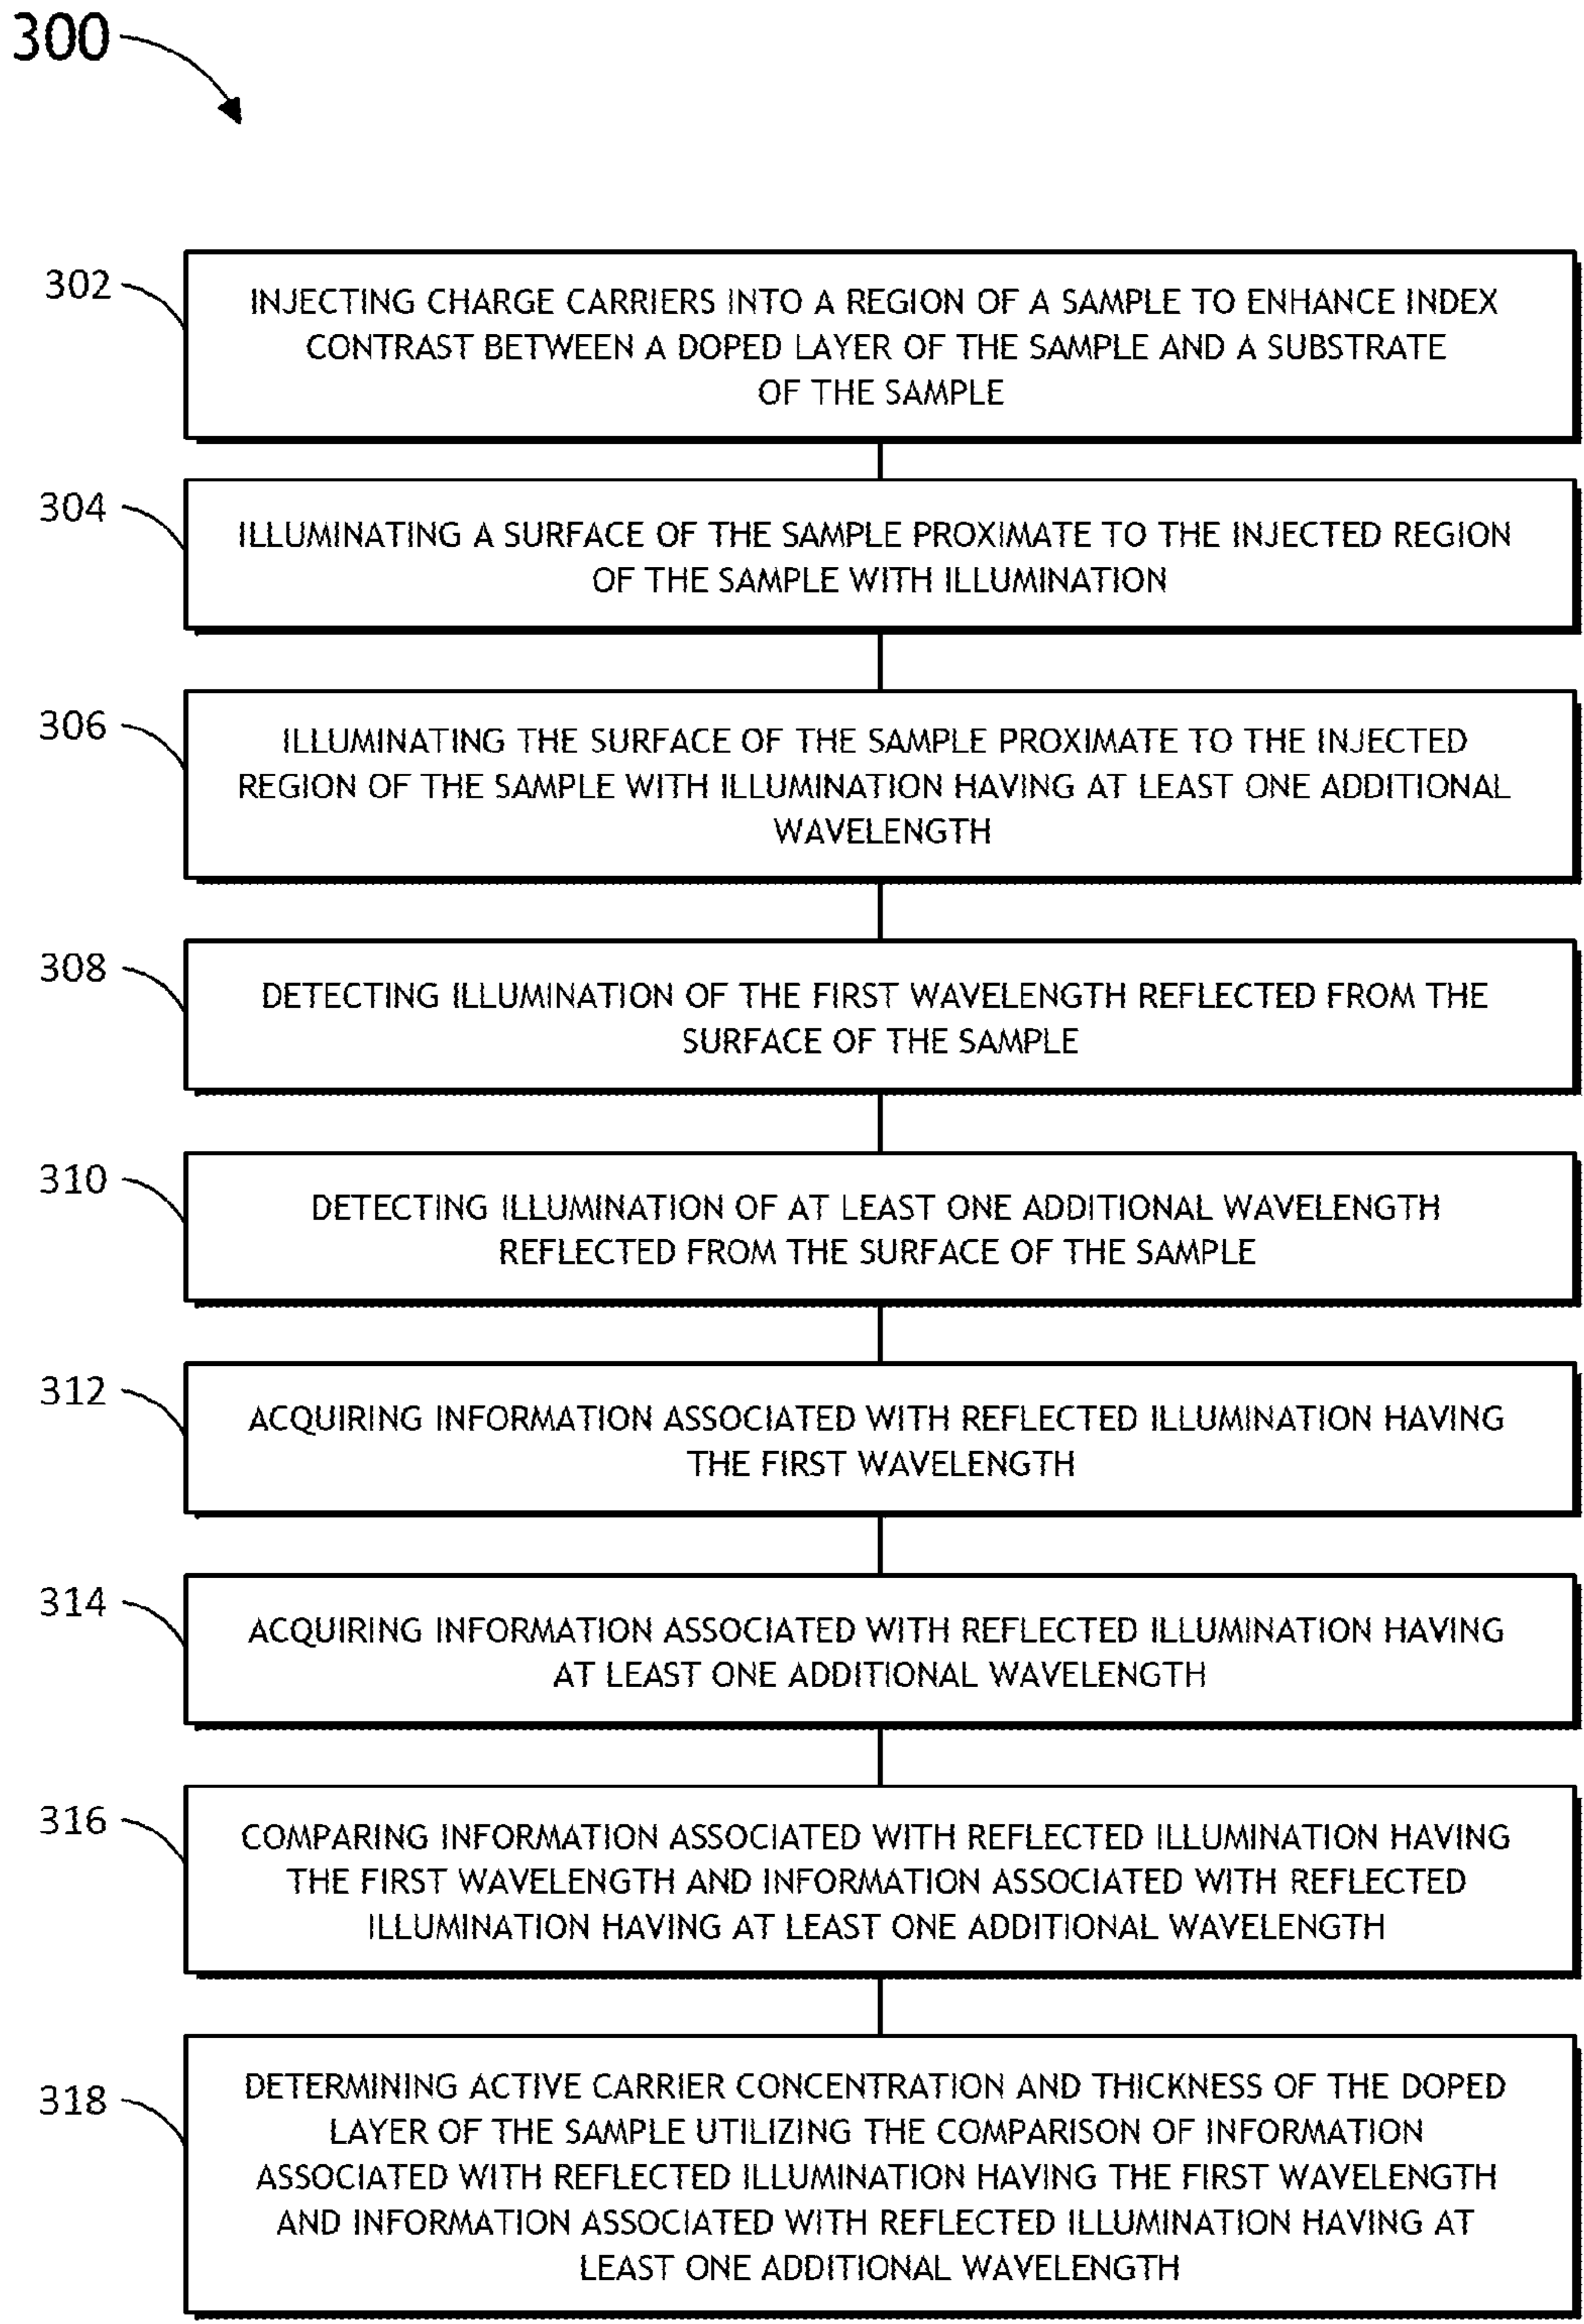 300
302
INJECTING CHARGE CARRIERS INTO A REGION OF A SAMPLE TO ENHANCE INDEX
CONTRAST BETWEEN A DOPED LAYER OF THE SAMPLE AND A SUBSTRATE
OF THE SAMPLE
304
ILLUMINATING A SURFACE OF THE SAMPLE PROXIMATE TO THE INJECTED REGION
OF THE SAMPLE WITH ILLUMINATION
306
ILLUMINATING THE SURFACE OF THE SAMPLE PROXIMATE TO THE INJECTED
REGION OF THE SAMPLE WITH ILLUMINATION HAVING AT LEAST ONE ADDITIONAL
WAVELENGTH
308
DETECTING ILLUMINATION OF THE FIRST WAVELENGTH REFLECTED FROM THE
SURFACE OF THE SAMPLE
310
DETECTING ILLUMINATION OF AT LEAST ONE ADDITIONAL WAVELENGTH
REFLECTED FROM THE SURFACE OF THE SAMPLE
312
ACQUIRING INFORMATION ASSOCIATED WITH REFLECTED ILLUMINATION HAVING
THE FIRST WAVELENGTH
314
ACQUIRING INFORMATION ASSOCIATED WITH REFLECTED ILLUMINATION HAVING
AT LEAST ONE ADDITIONAL WAVELENGTH
316
COMPARING INFORMATION ASSOCIATED WITH REFLECTED ILLUMINATION HAVING
THE FIRST WAVELENGTH AND INFORMATION ASSOCIATED WITH REFLECTED
ILLUMINATION HAVING AT LEAST ONE ADDITIONAL WAVELENGTH
318
DETERMINING ACTIVE CARRIER CONCENTRATION AND THICKNESS OF THE DOPED
LAYER OF THE SAMPLE UTILIZING THE COMPARISON OF INFORMATION
ASSOCIATED WITH REFLECTED ILLUMINATION HAVING THE FIRST WAVELENGTH
AND INFORMATION ASSOCIATED WITH REFLECTED ILLUMINATION HAVING AT
LEAST ONE ADDITIONAL WAVELENGTH